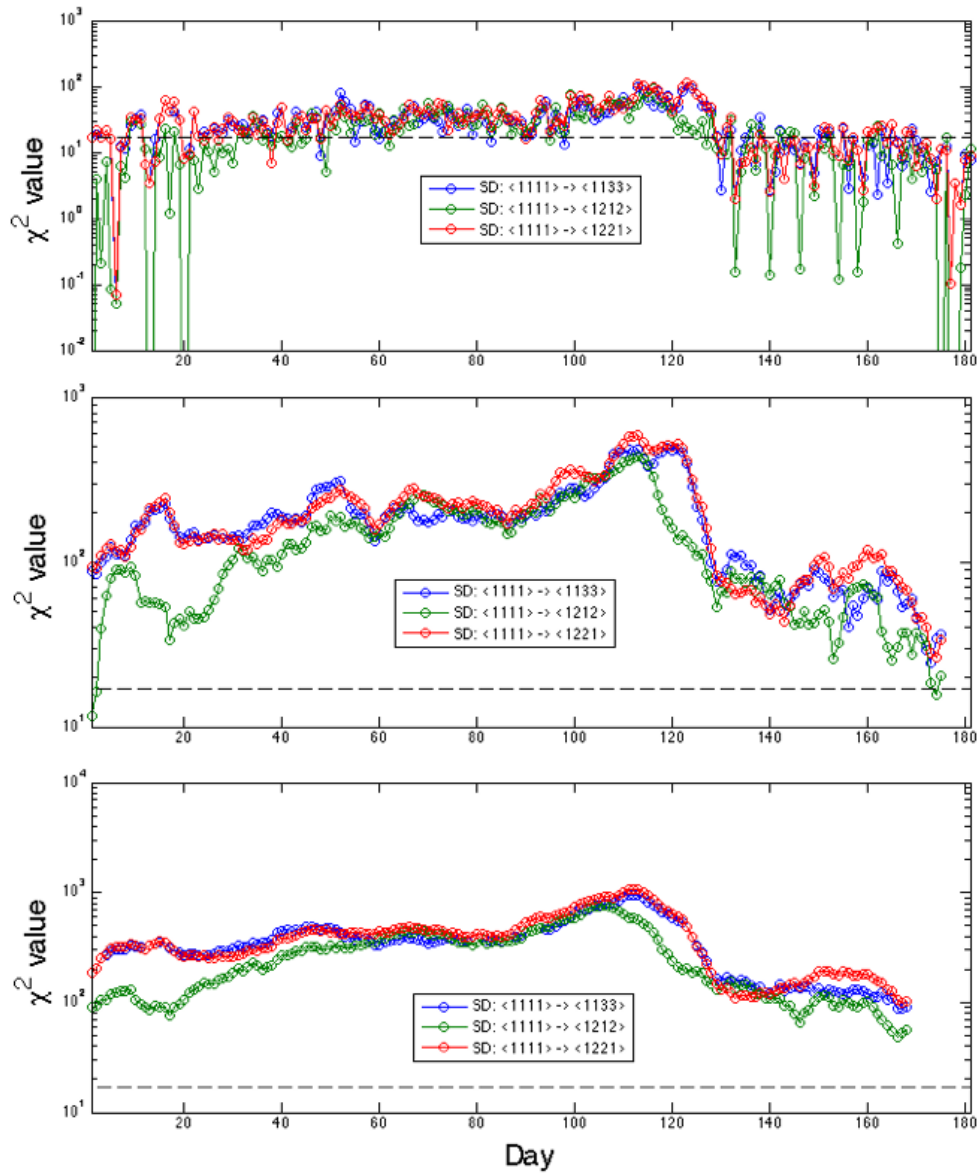 10³
10²
10¹
10⁰
10⁻¹
10⁻²
χ² value
SD: <1111> -> <1133>
SD: <1111> -> <1212>
SD: <1111> -> <1221>
20 40 60 80 100 120 140 160 180
10³
10²
10¹
χ² value
SD: <1111> -> <1133>
SD: <1111> -> <1212>
SD: <1111> -> <1221>
20 40 60 80 100 120 140 160 180
10⁴
10³
10²
10¹
χ² value
SD: <1111> -> <1133>
SD: <1111> -> <1212>
SD: <1111> -> <1221>
20 40 60 80 100 120 140 160 180
Day